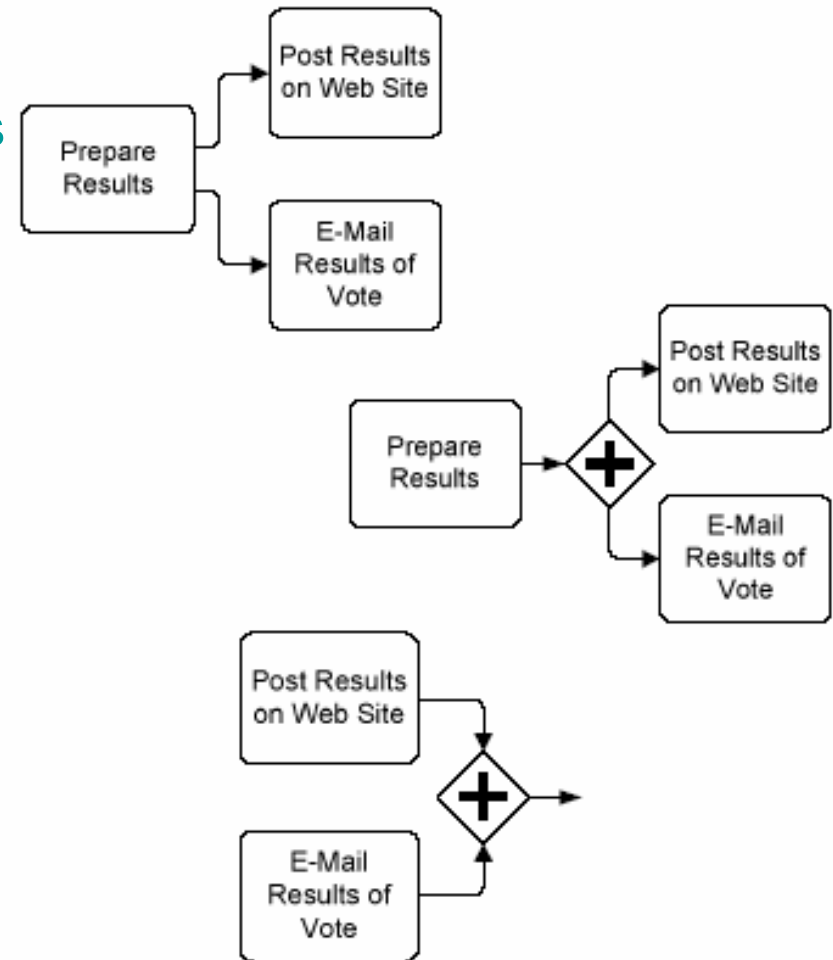 Post Results
on Web Site
s
Prepare
Results
E-Mail
Results of
Vote
Post Results
on Web Site
Prepare
Results
E-Mail
Results of
Vote
Post Results
on Web Site
E-Mail
Results of
Vote